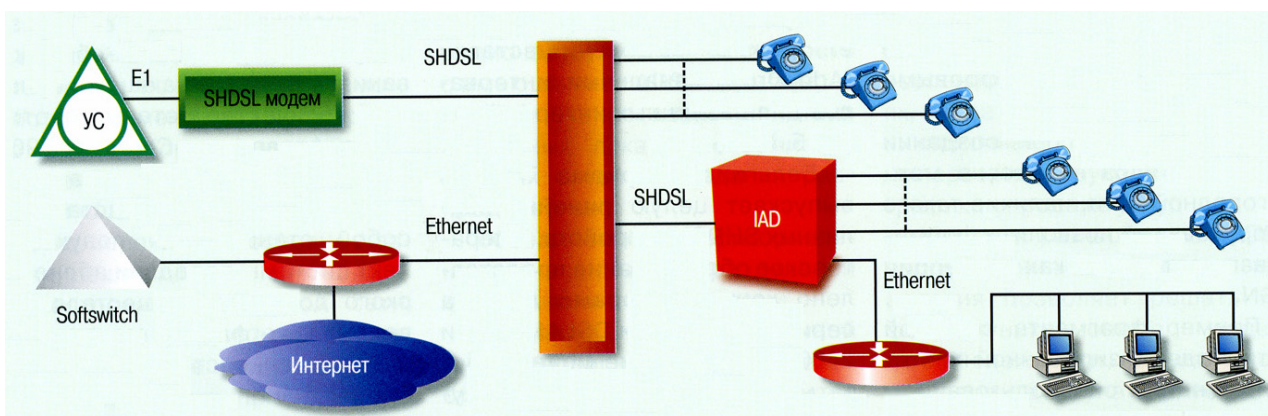 E1
УС
SHDSL модем
SHDSL
Softswitch
Ethernet
Интернет
SHDSL
IAD
Ethernet